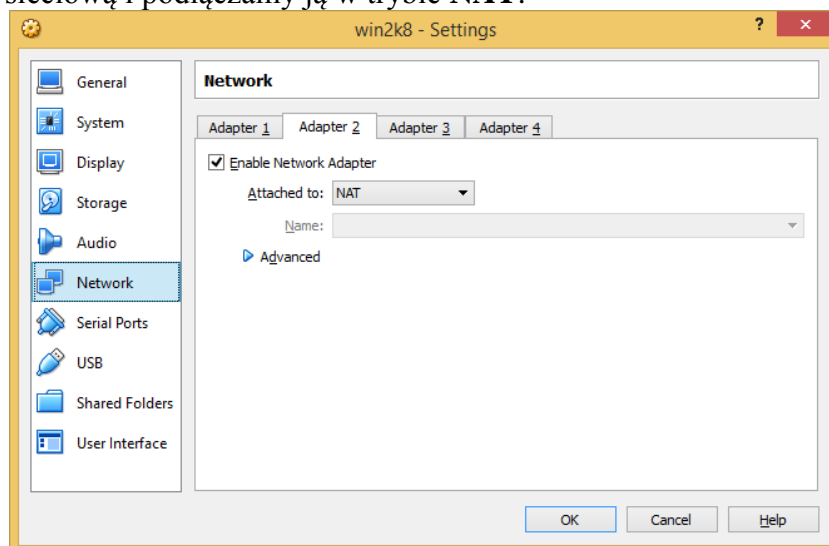 sieciową i podłączamy ją w trybie NAT.
win2k8 - Settings
? ×
General
Network
System
Adapter 1 Adapter 2 Adapter 3 Adapter 4
Display
Enable Network Adapter
Attached to: NAT
Storage
Name:
Audio
Advanced
Network
Serial Ports
USB
Shared Folders
User Interface
OK Cancel Help